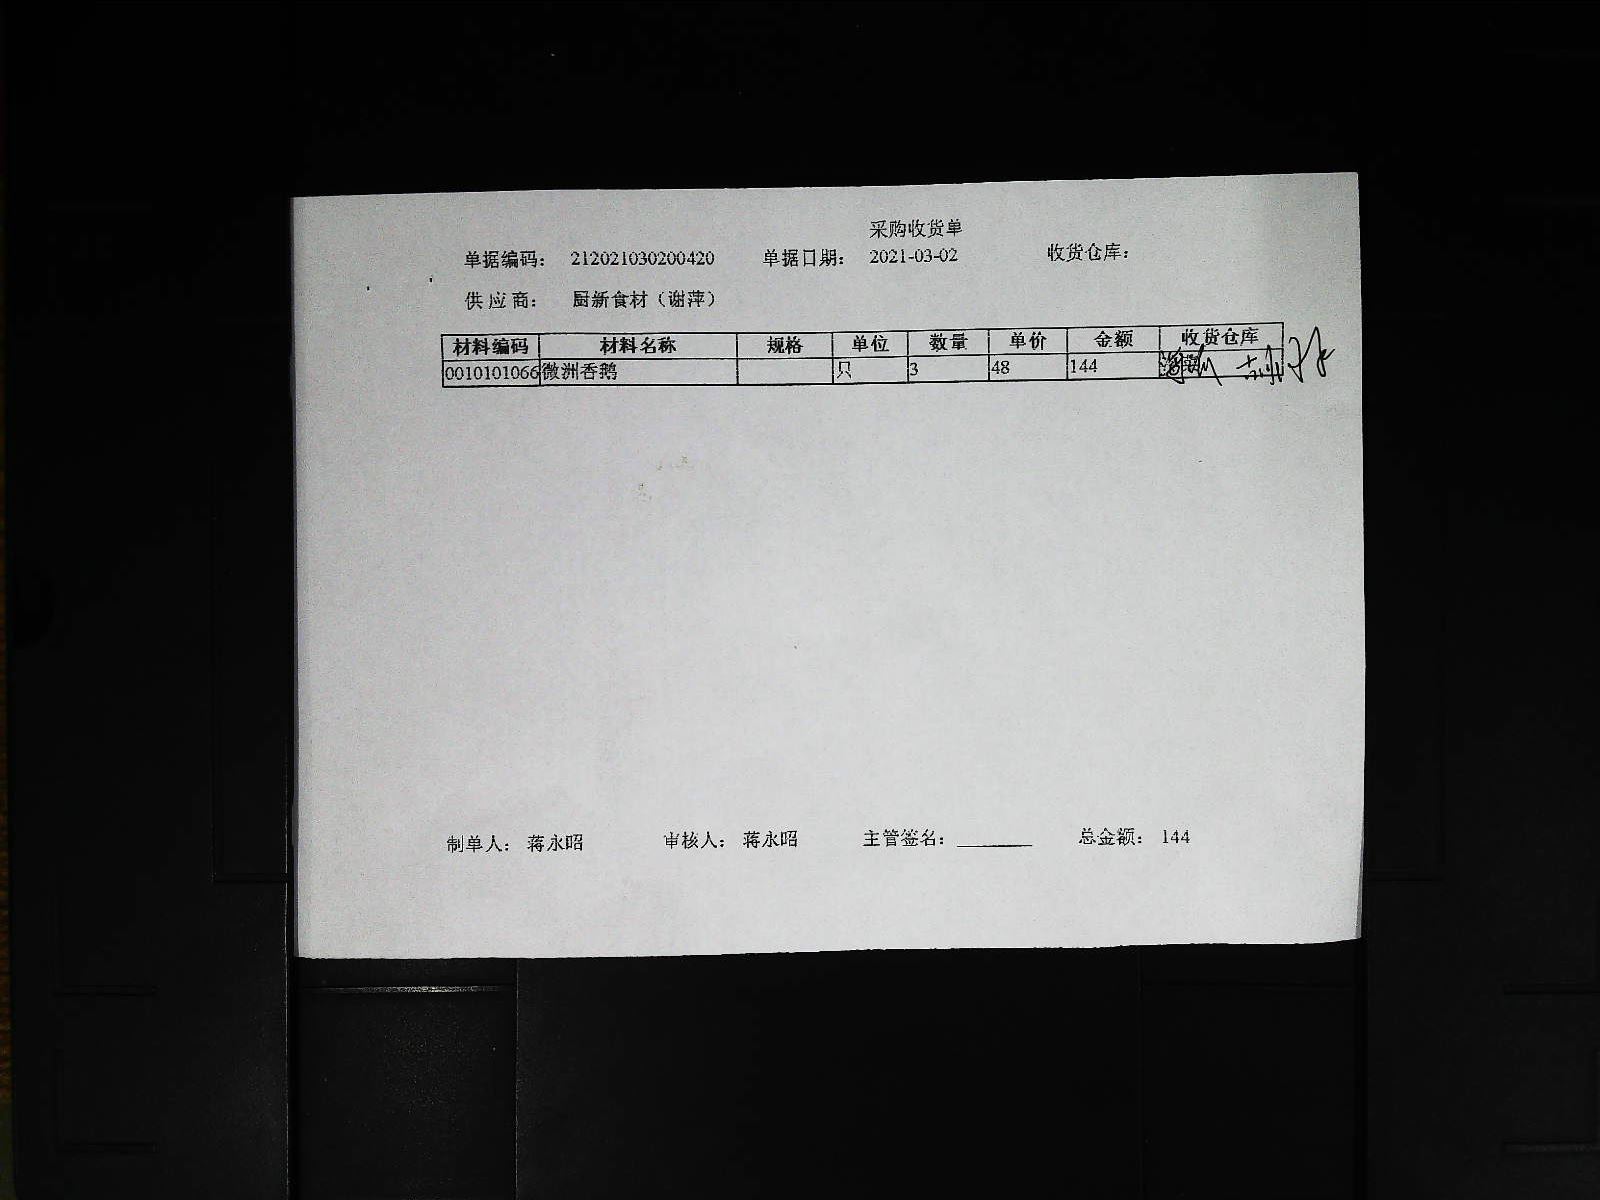 采购收货单
单据编码： 212021030200420 单据日期： 2021-03-02 收货仓库：
供应商： 厨新食材（谢萍）
材料编码 材料名称 规格 单位 数量 单价 金额 收货仓库
0010101066 微洲香鹅 只 3 48 144
制单人： 蒋永昭 审核人： 蒋永昭 主管签名： 总金额： 144